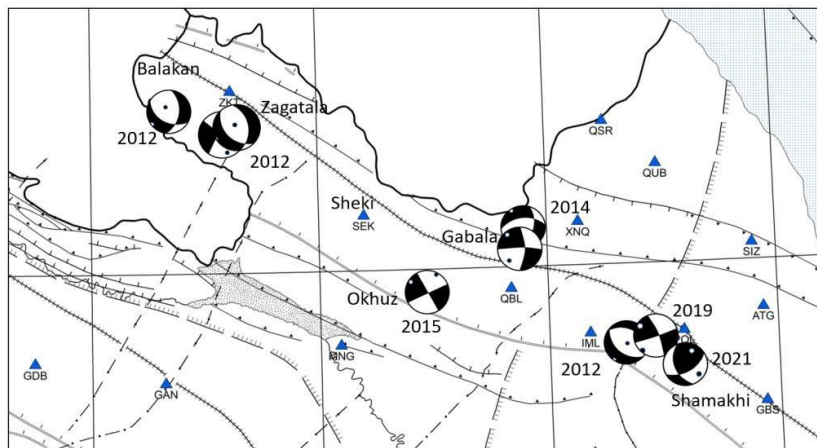 Balakan
ZKT
Zagatala
2012
2012
QSR
QUB
Sheki
SEK
2014
XNQ
Gabala
SIZ
Okhuz
QBL
2015
2019
ATG
IML
MNG
2012
2021
GDB
GAN
Shamakhi
GBS